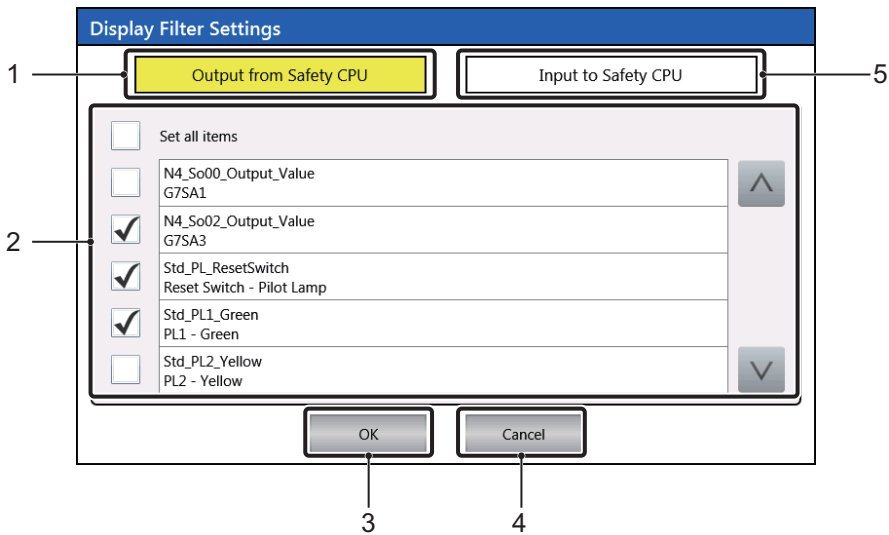 Display Filter Settings
1
Output from Safety CPU
Input to Safety CPU
5
Set all items
N4_So00_Output_Value
G7SA1
2
N4_So02_Output_Value
G7SA3
Std_PL_ResetSwitch
Reset Switch - Pilot Lamp
Std_PL1_Green
PL1 - Green
Std_PL2_Yellow
PL2 - Yellow
OK
Cancel
3
4